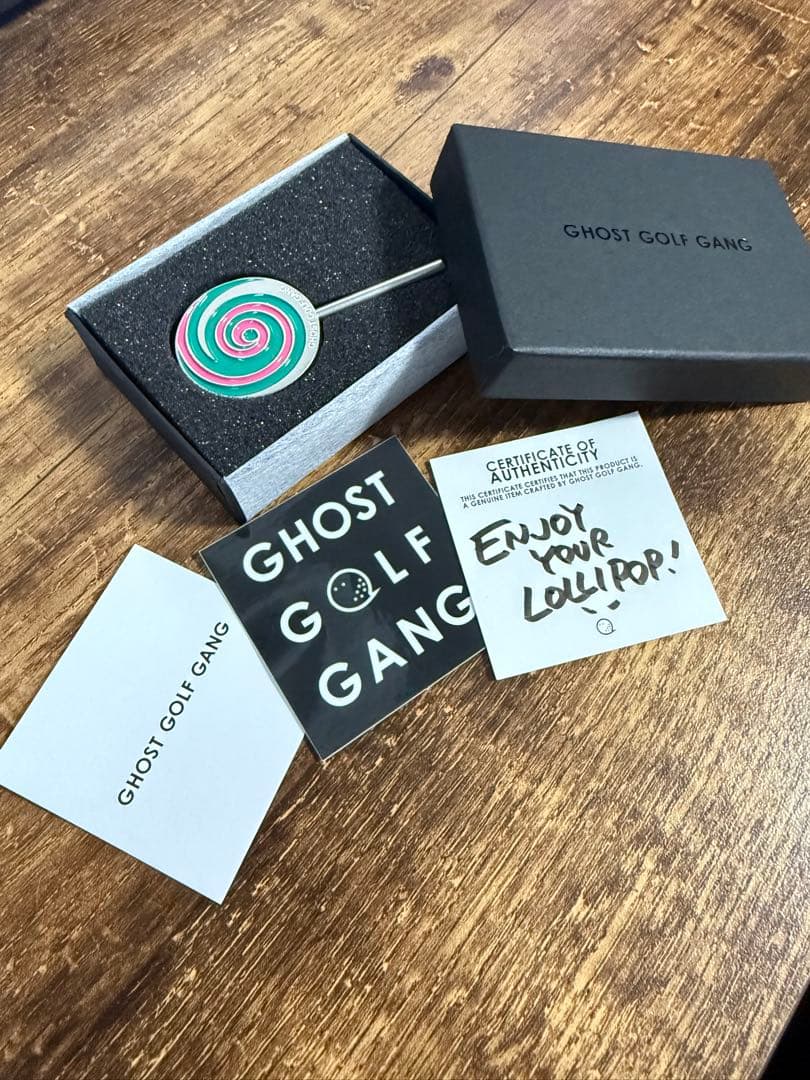 GHOST GOLF GANG
CERTIFICATE OF
AUTHENTICITY
THIS CERTIFICATE CERTIFIES THAT THIS PRODUCT IS
A GENUINE ITEM CRAFTED BY GHOST GOLF GANG.
ENJOY
YOUR
LOLLIPOP!
GHOST
GOLF
GANG
GHOST GOLF GANG